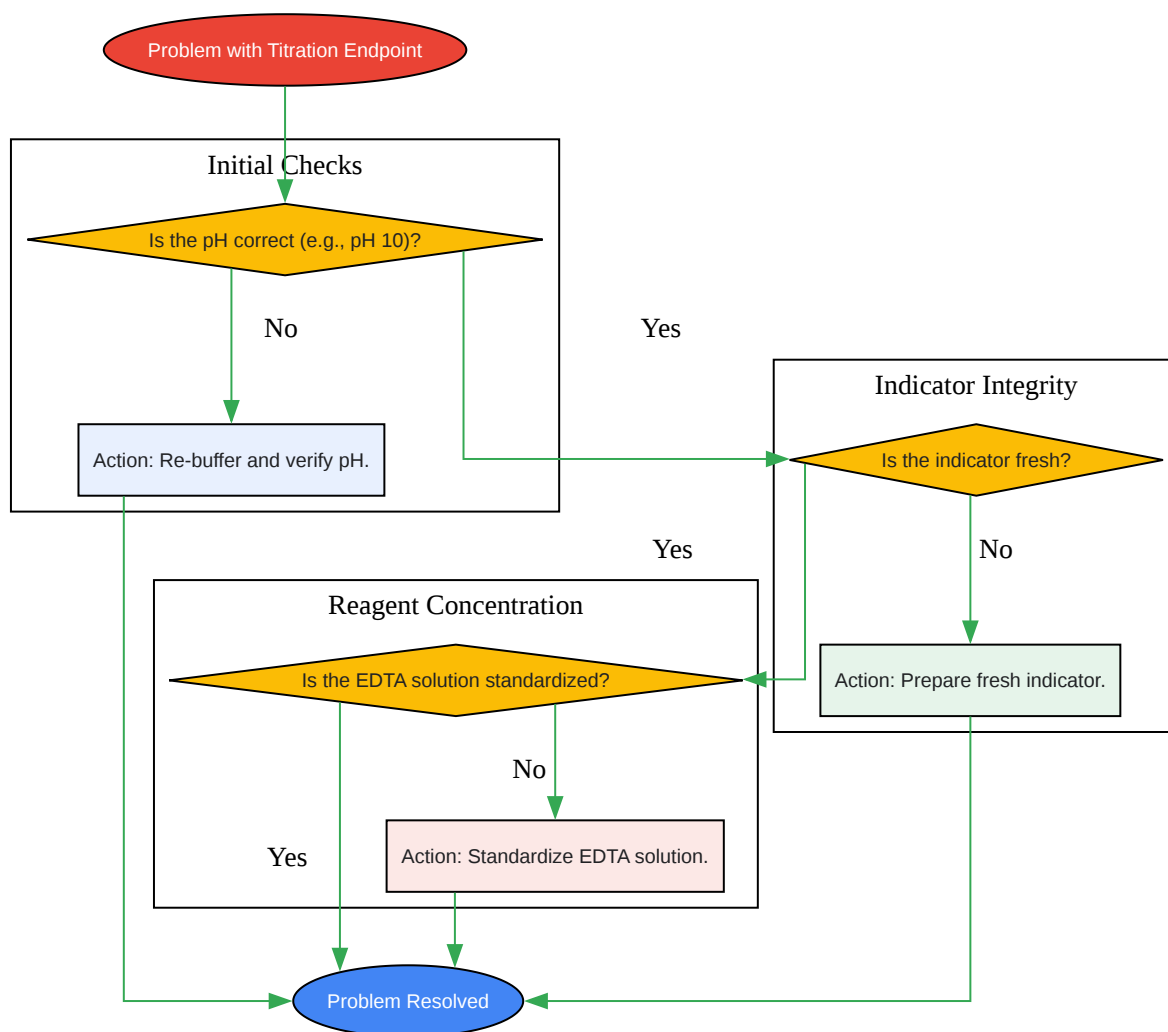 Problem with Titration Endpoint
Initial Checks
Is the pH correct (e.g., pH 10)?
No
Yes
Indicator Integrity
Action: Re-buffer and verify pH.
Is the indicator fresh?
Yes
No
Reagent Concentration
Is the EDTA solution standardized?
Action: Prepare fresh indicator.
No
Yes
Action: Standardize EDTA solution.
Problem Resolved